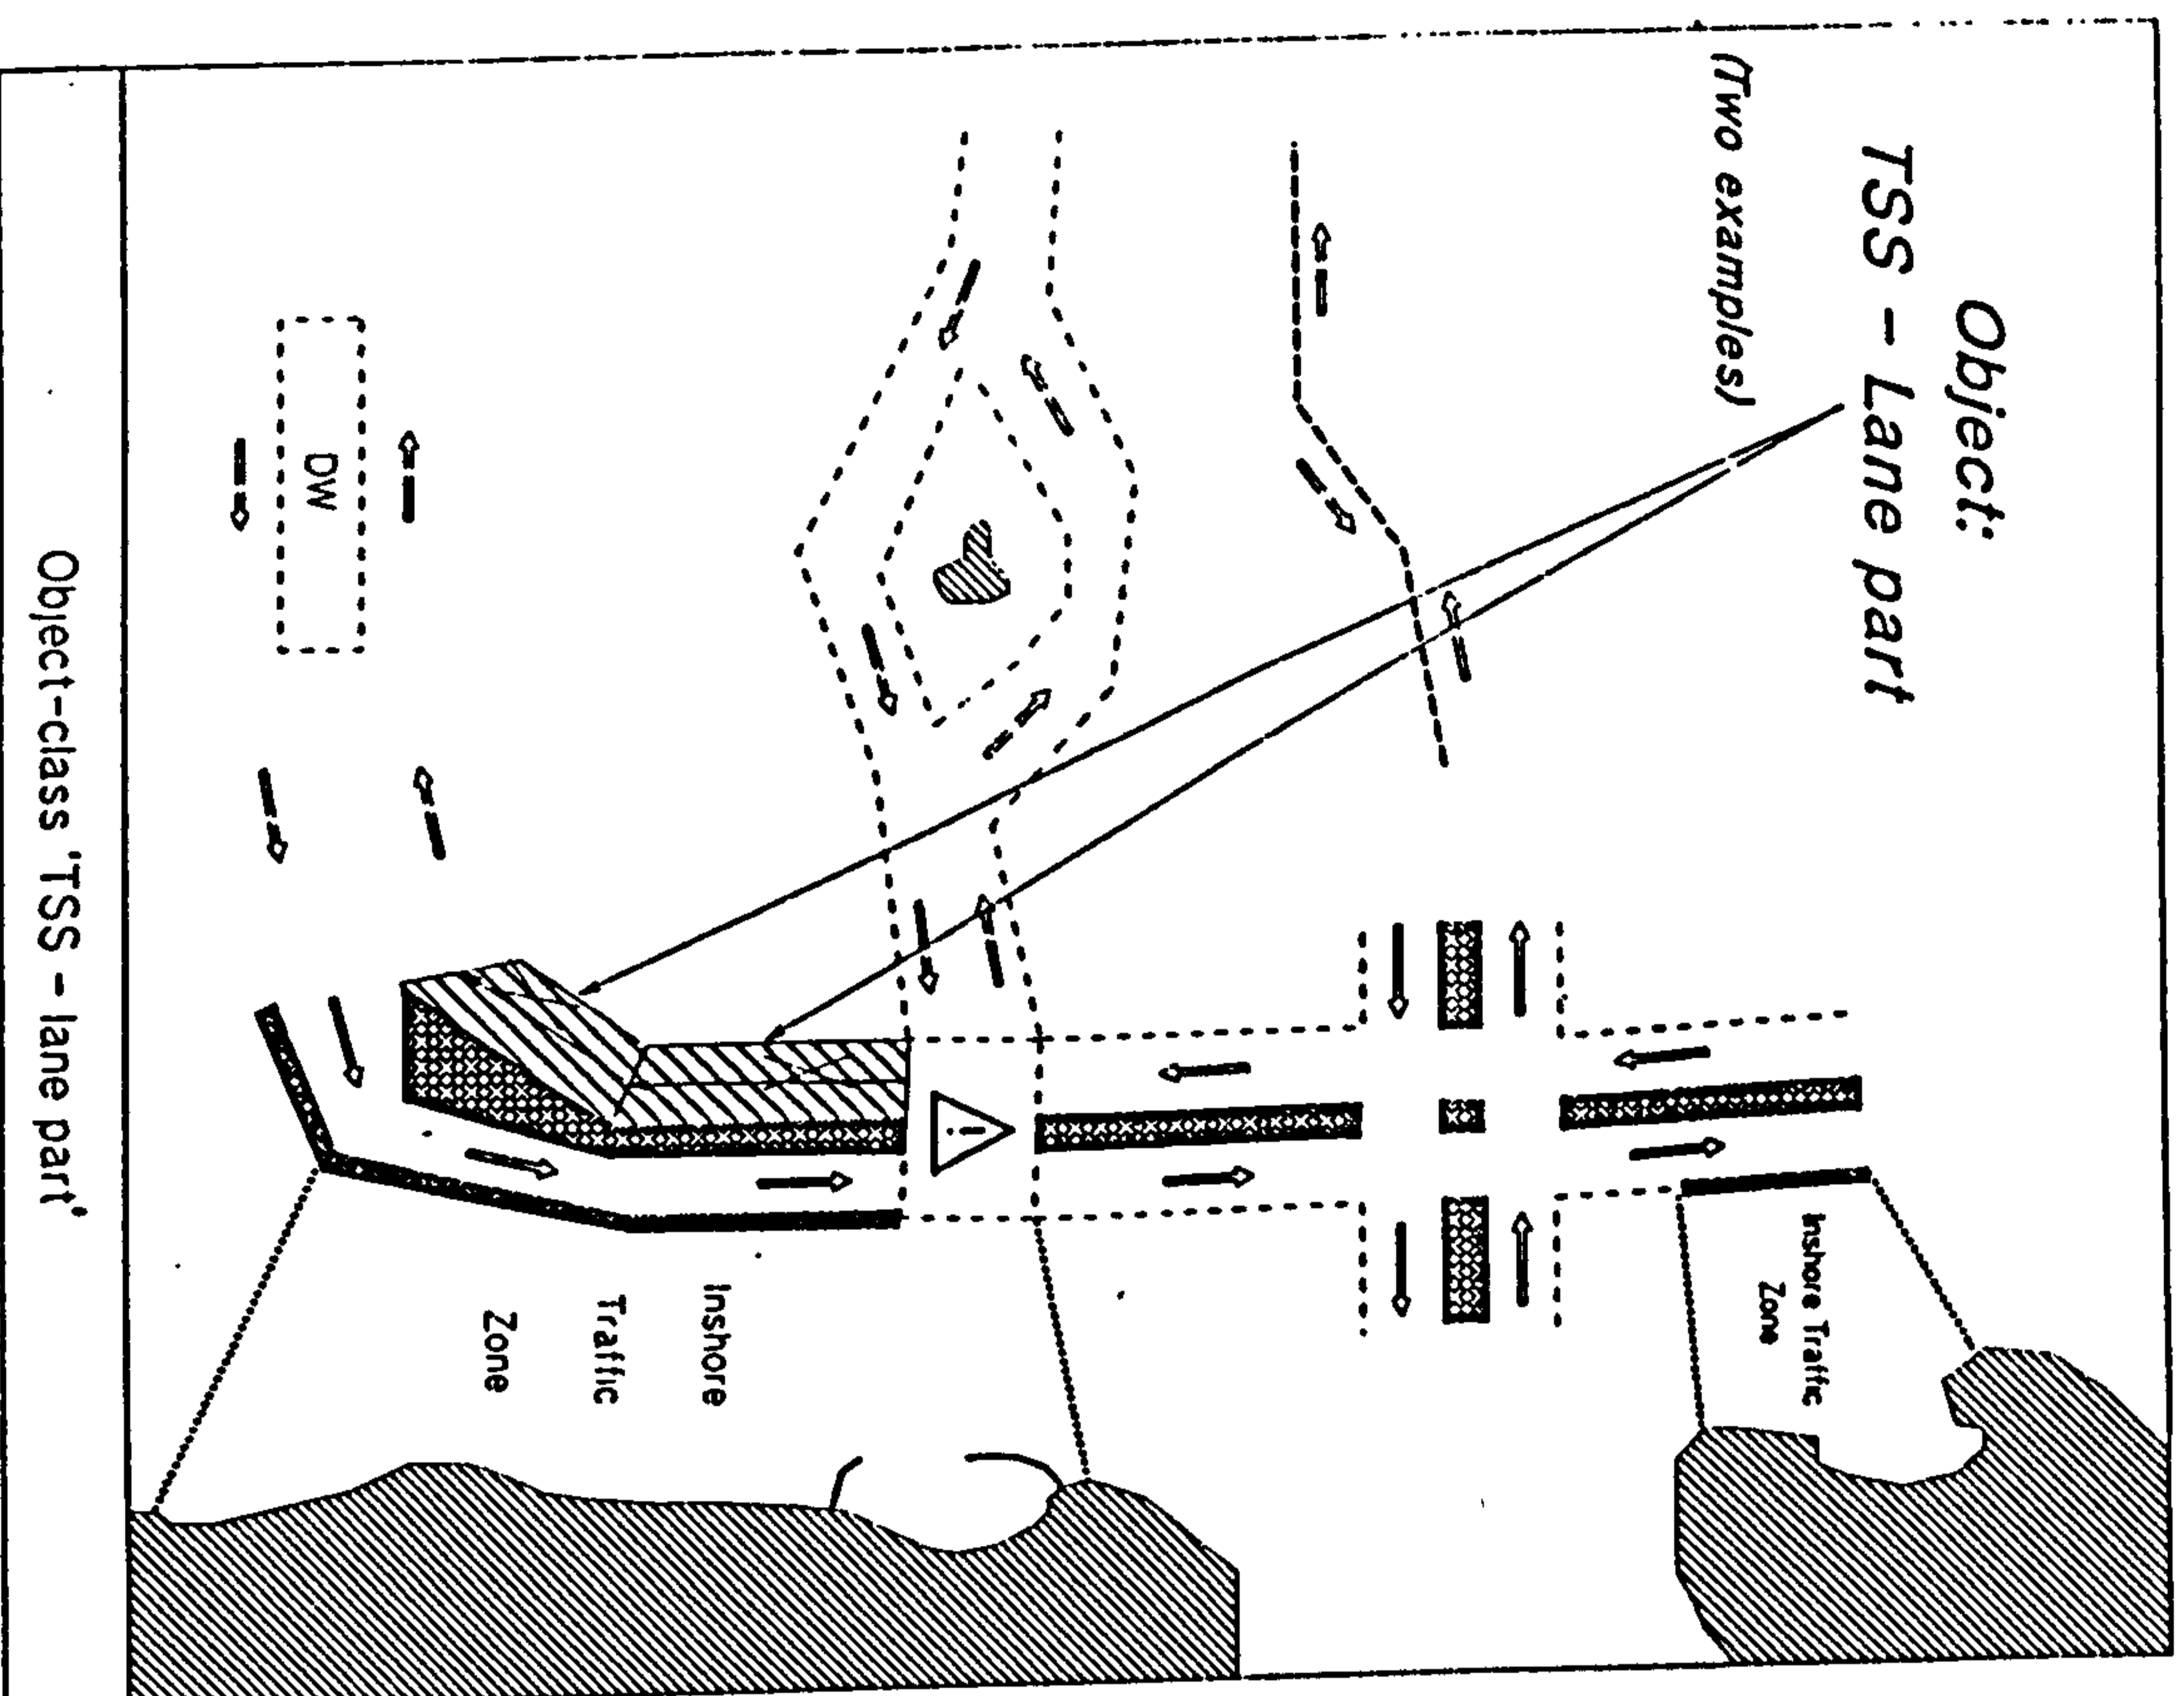 Object:
TSS - Lane part
(Two examples)
Inshore Traffic
Zone
!
Inshore
Traffic
Zone
DW
Object-class "TSS - lane part"